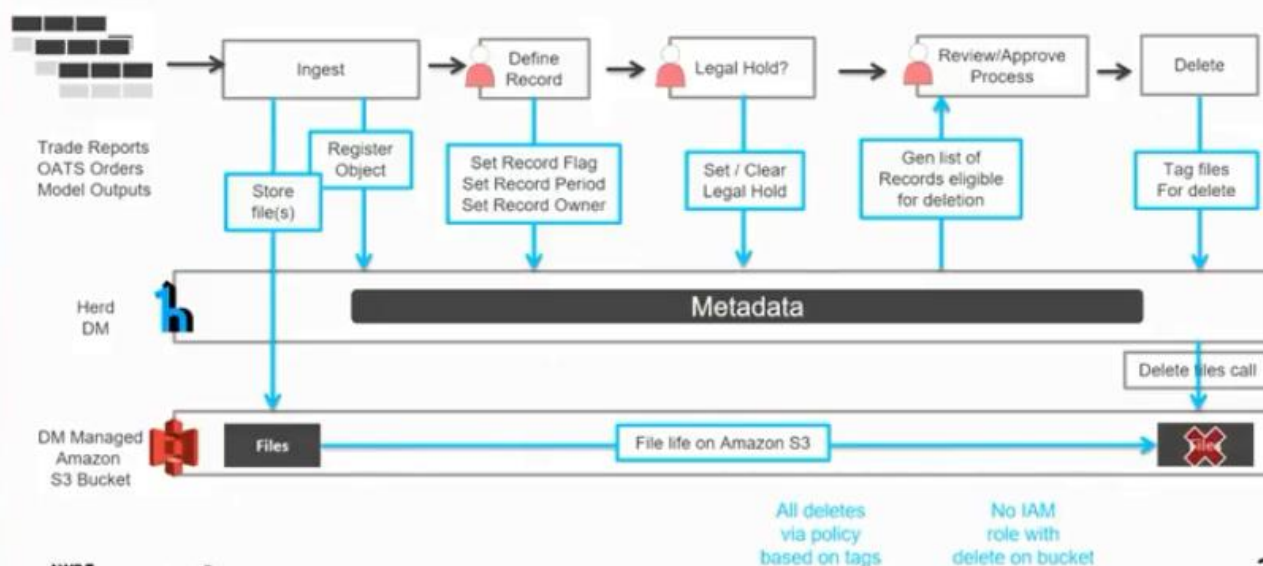 Ingest
Define
Record
Legal Hold?
Review/Approve
Process
Delete
Trade Reports
OATS Orders
Model Outputs
Register
Object
Store
file(s)
Set Record Flag
Set Record Period
Set Record Owner
Set / Clear
Legal Hold
Gen list of
Records eligible
for deletion
Tag files
For delete
Herd
DM
h
Metadata
Delete files call
DM Managed
Amazon
S3 Bucket
Files
File life on Amazon S3
All deletes
via policy
based on tags
No IAM
role with
delete on bucket